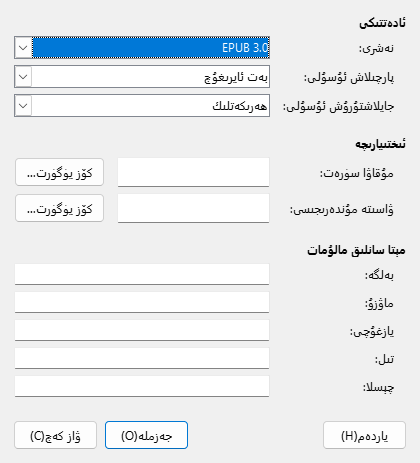 ئادەتتىكى
نەشرى: EPUB 3.0
پارچىلاش ئۇسۇلى: بەت ئايرىغۇچ
جايلاشتۇرۇش ئۇسۇلى: ھەرىكەتلىك
ئىختىيارىچە
مۇقاۋا سۈرەت: كۆز يۈگۈرت...
ۋاستە مۇندەرىجىسى: كۆز يۈگۈرت...
مېتا سانلىق مالۇمات
بەلگە:
ماۋزۇ:
يازغۇچى:
تىل:
چېسلا:
ياردەم(H) جەزملە(O) ۋاز كەچ(C)